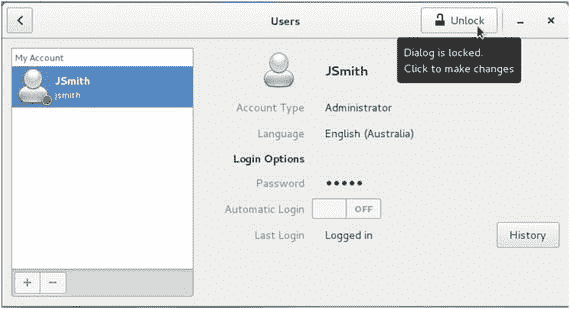 Users
Unlock
Dialog is locked.
Click to make changes
My Account
JSmith
jsmith
JSmith
Account Type Administrator
Language English (Australia)
Login Options
Password •••••
Automatic Login OFF
Last Login Logged in
History